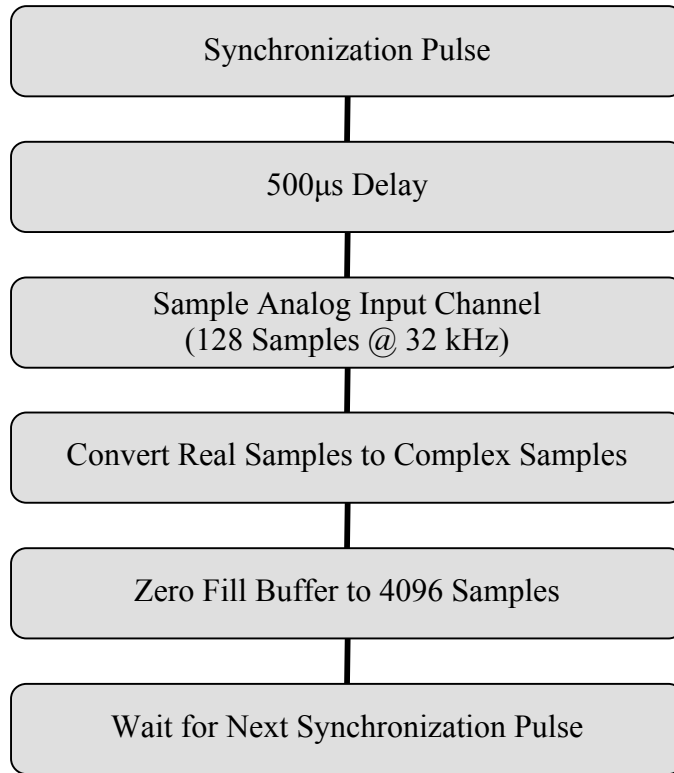 Synchronization Pulse
500μs Delay
Sample Analog Input Channel
(128 Samples @ 32 kHz)
Convert Real Samples to Complex Samples
Zero Fill Buffer to 4096 Samples
Wait for Next Synchronization Pulse